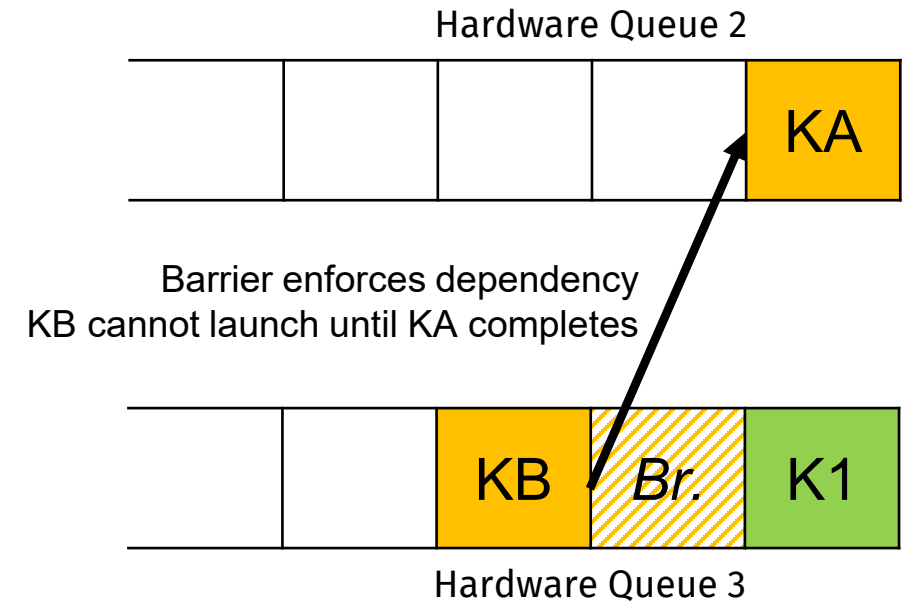 Hardware Queue 2
KA
Barrier enforces dependency
KB cannot launch until KA completes
KB Br. K1
Hardware Queue 3